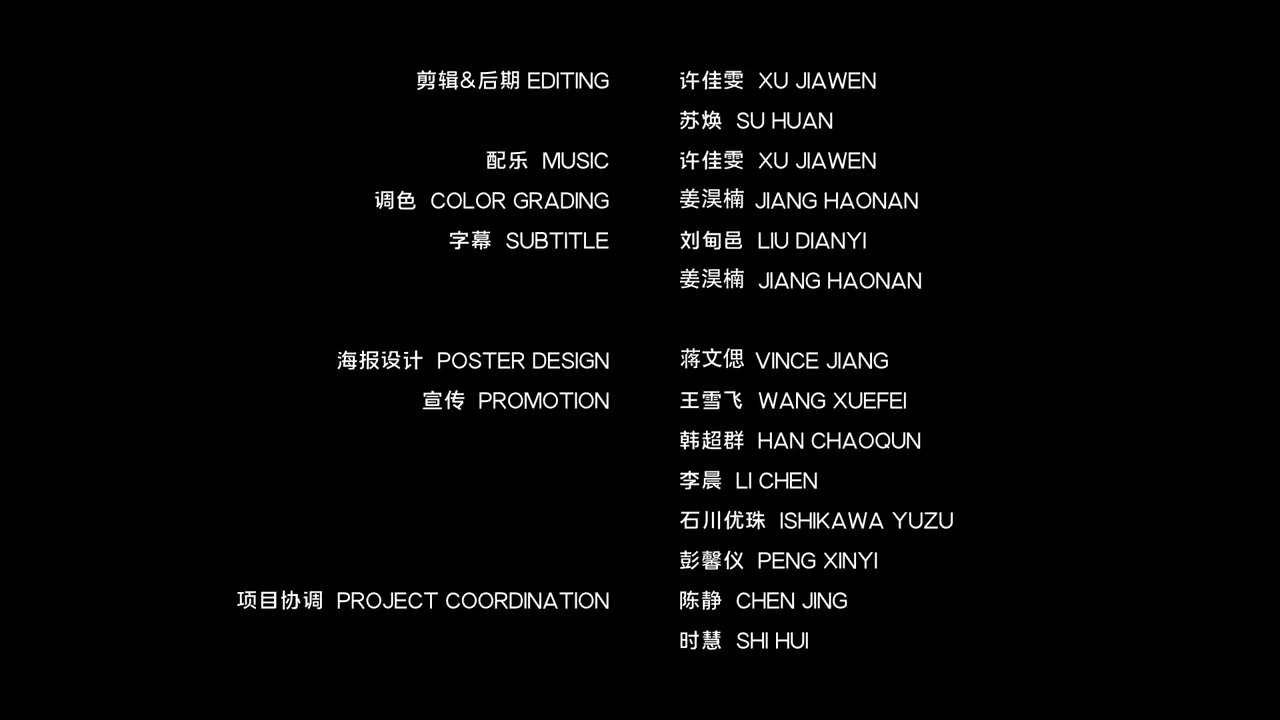 剪辑&后期 EDITING 许佳雯 XU JIAWEN
苏焕 SU HUAN
配乐 MUSIC 许佳雯 XU JIAWEN
调色 COLOR GRADING 姜淏楠 JIANG HAONAN
字幕 SUBTITLE 刘甸邑 LIU DIANYI
姜淏楠 JIANG HAONAN
海报设计 POSTER DESIGN 蒋文偲 VINCE JIANG
宣传 PROMOTION 王雪飞 WANG XUEFEI
韩超群 HAN CHAOQUN
李晨 LI CHEN
石川优珠 ISHIKAWA YUZU
彭馨仪 PENG XINYI
项目协调 PROJECT COORDINATION 陈静 CHEN JING
时慧 SHI HUI